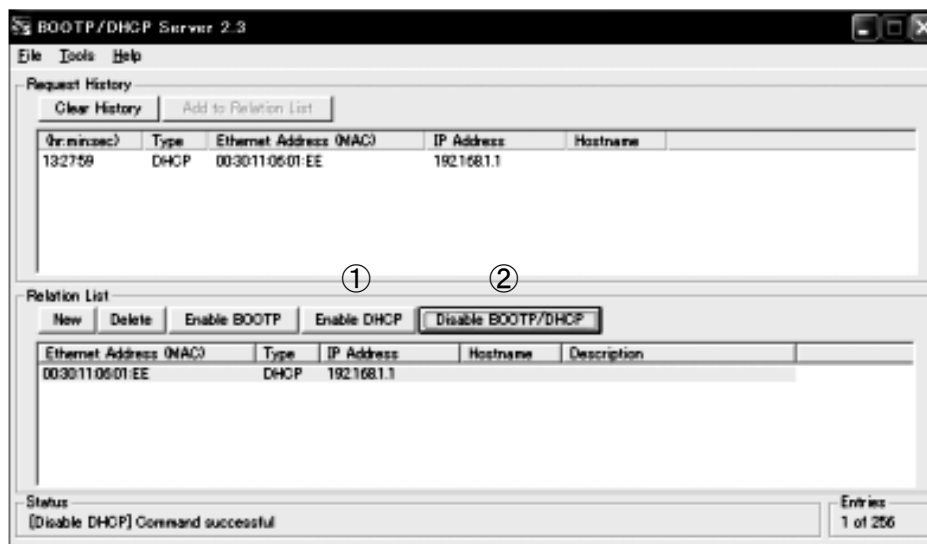 BOOTP/DHCP Server 2.3
File Tools Help
Request History
Clear History Add to Relation List
(hr:min:sec) Type Ethernet Address (MAC) IP Address Hostname
13:27:59 DHCP 00:30:11:06:01:EE 192.168.1.1
① ②
Relation List
New Delete Enable BOOTP Enable DHCP Disable BOOTP/DHCP
Ethernet Address (MAC) Type IP Address Hostname Description
00:30:11:06:01:EE DHCP 192.168.1.1
Status
[Disable DHCP] Command successful
Entries
1 of 256